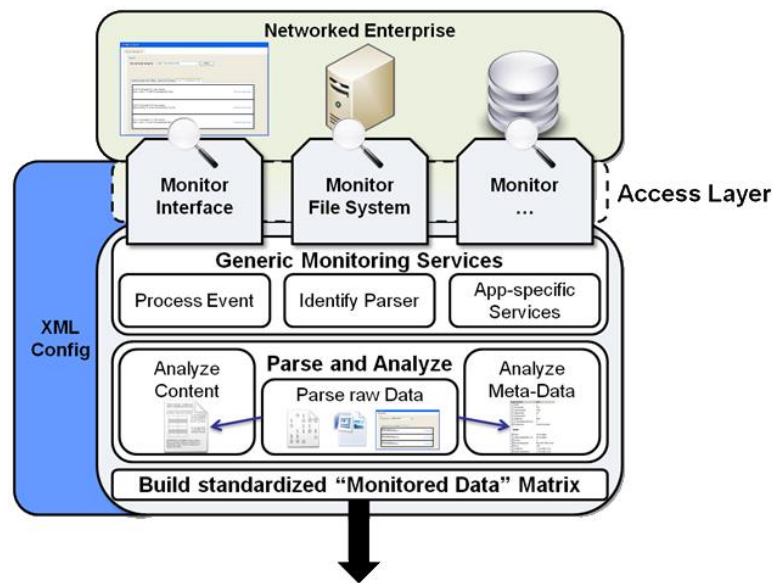 Networked Enterprise
Monitor
Interface
Monitor
File System
Monitor
...
Access Layer
XML
Config
Generic Monitoring Services
Process Event
Identify Parser
App-specific
Services
Parse and Analyze
Analyze
Content
Parse raw Data
Analyze
Meta-Data
Build standardized “Monitored Data” Matrix